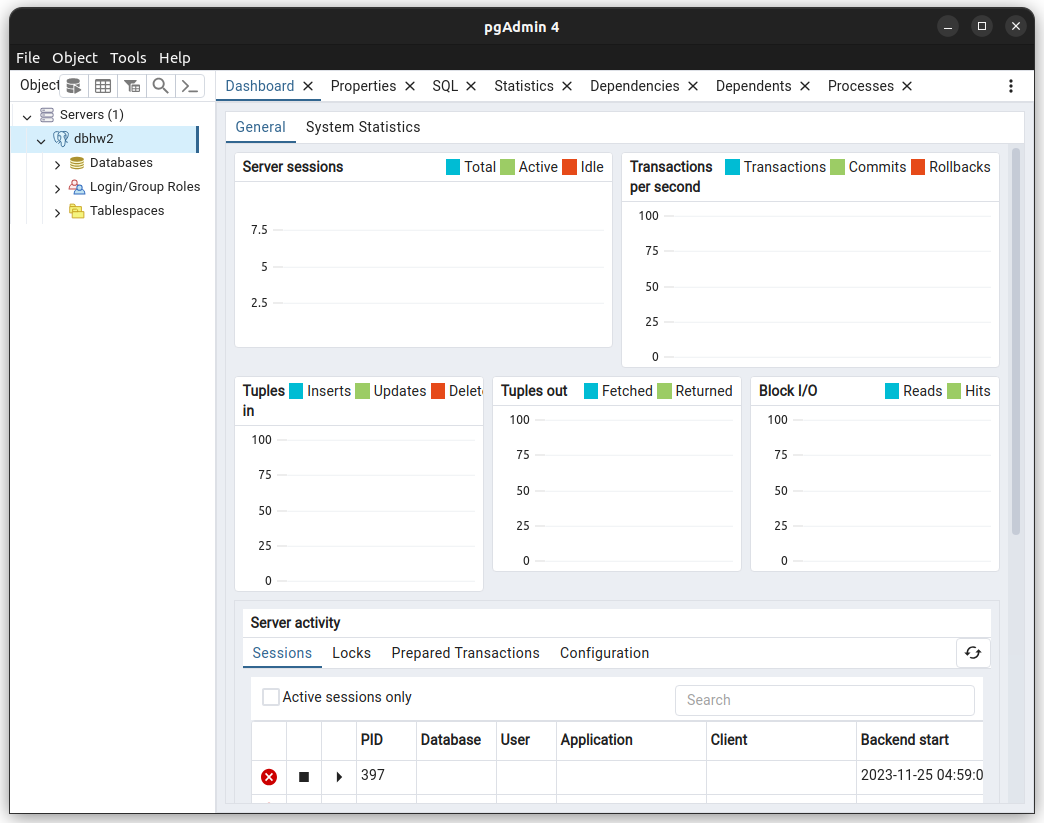 pgAdmin 4
File Object Tools Help
Object
Dashboard Properties SQL Statistics Dependencies Dependents Processes
Servers (1)
dbhw2
Databases
Login/Group Roles
Tablespaces
General System Statistics
Server sessions Total Active Idle
7.5
5
2.5
Transactions per second Transactions Commits Rollbacks
100
75
50
25
0
Tuples in Inserts Updates Delet
100
75
50
25
0
Tuples out Fetched Returned
100
75
50
25
0
Block I/O Reads Hits
100
75
50
25
0
Server activity
Sessions Locks Prepared Transactions Configuration
Active sessions only Search
PID Database User Application Client Backend start
397 2023-11-25 04:59:0